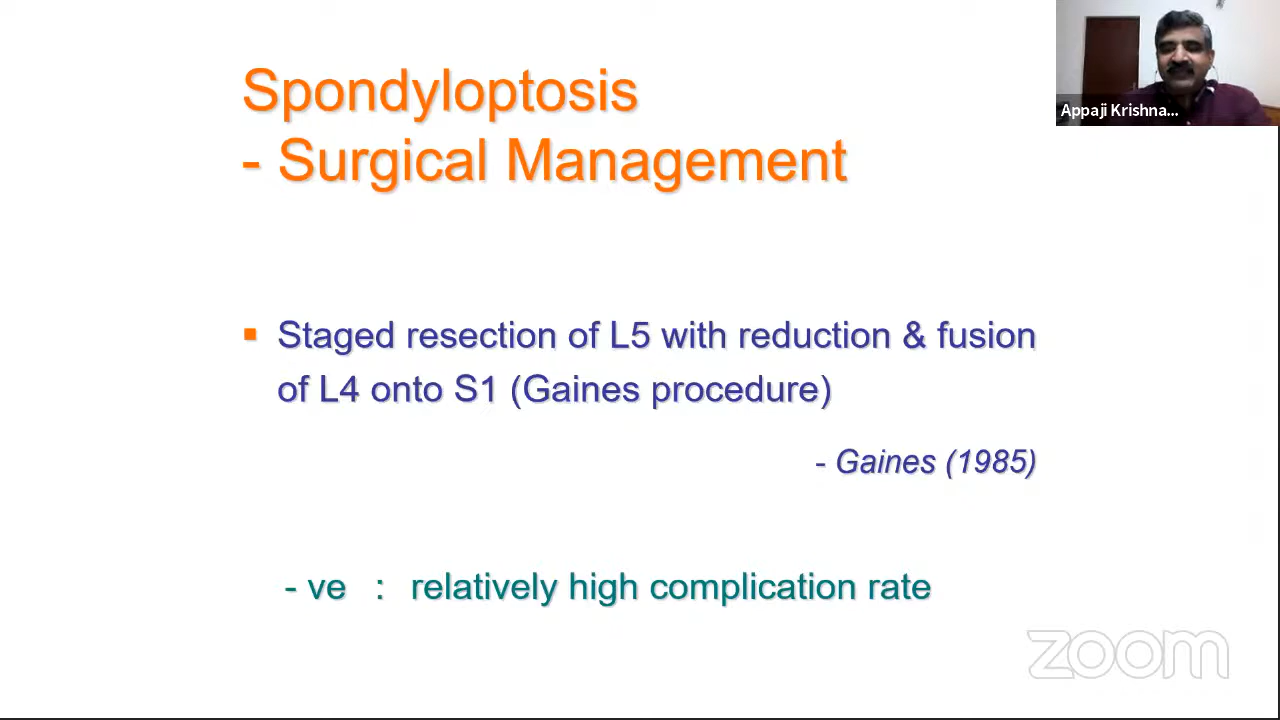 Spondyloptosis
- Surgical Management
Appaji Krishna...
▪ Staged resection of L5 with reduction & fusion
of L4 onto S1 (Gaines procedure)
- Gaines (1985)
- ve : relatively high complication rate
zoom